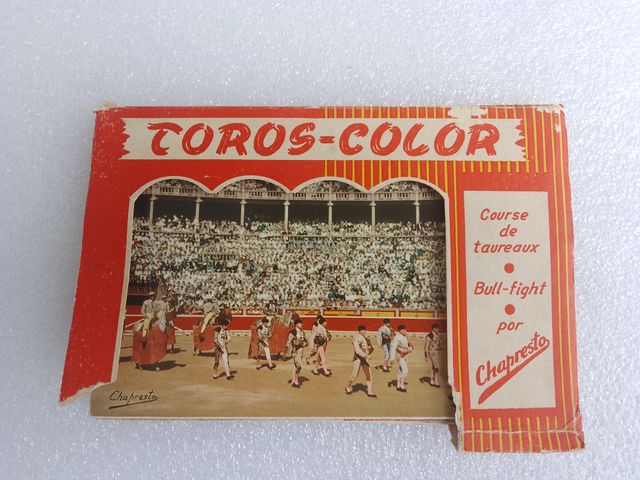 TOROS-COLOR
Course
de
taureaux
Bull-fight
por
Chapresto
Chapresto